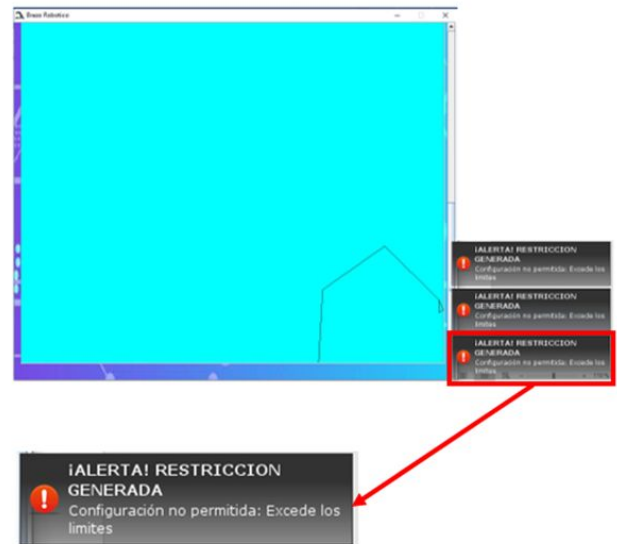 Brazo Robotico
¡ALERTA! RESTRICCION
GENERADA
Configuración no permitida: Excede los
limites
¡ALERTA! RESTRICCION
GENERADA
Configuración no permitida: Excede los
limites
¡ALERTA! RESTRICCION
GENERADA
Configuración no permitida: Excede los
limites
¡ALERTA! RESTRICCION
GENERADA
Configuración no permitida: Excede los
limites